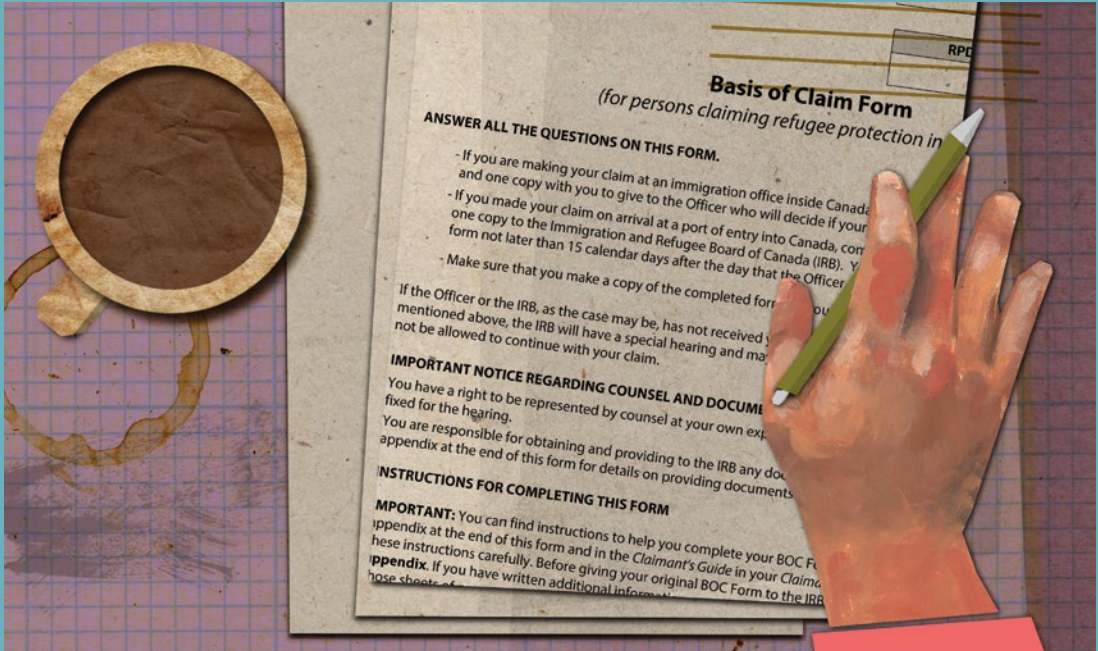 RPD
Basis of Claim Form
(for persons claiming refugee protection in
ANSWER ALL THE QUESTIONS ON THIS FORM.
- If you are making your claim at an immigration office inside Canada
and one copy with you to give to the Officer who will decide if your
- If you made your claim on arrival at a port of entry into Canada, com
one copy to the Immigration and Refugee Board of Canada (IRB). Y
form not later than 15 calendar days after the day that the Officer
- Make sure that you make a copy of the completed for
If the Officer or the IRB, as the case may be, has not received
mentioned above, the IRB will have a special hearing and ma
not be allowed to continue with your claim.
IMPORTANT NOTICE REGARDING COUNSEL AND DOCUME
You have a right to be represented by counsel at your own exp
fixed for the hearing.
You are responsible for obtaining and providing to the IRB any doc
appendix at the end of this form for details on providing documents
NSTRUCTIONS FOR COMPLETING THIS FORM
MPORTANT: You can find instructions to help you complete your BOC F
ppendix at the end of this form and in the Claimant's Guide in your Claima
hese instructions carefully. Before giving your original BOC Form to the IRB
ppendix. If you have written additional informati
hose sheets of